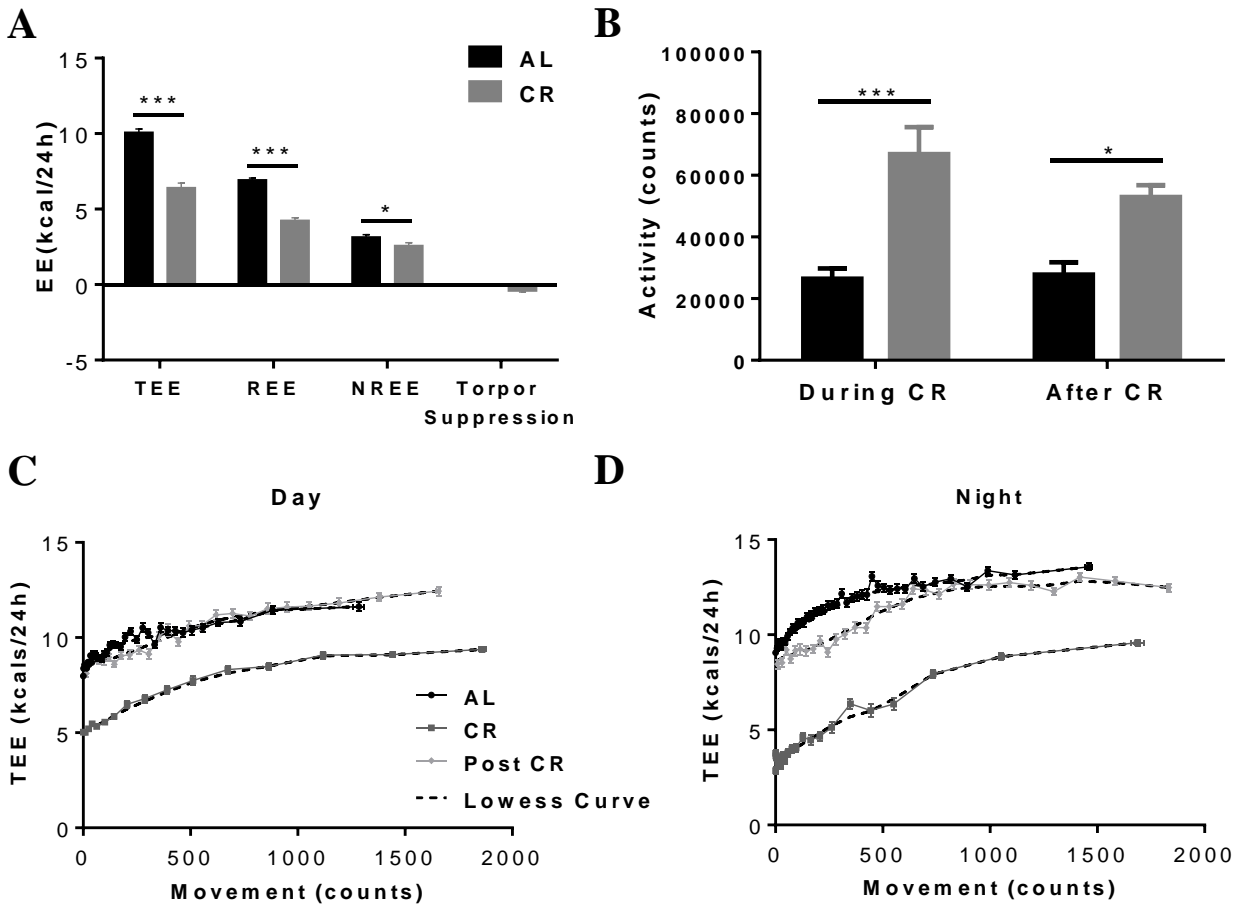 A
15
10
5
0
-5
EE(kcal/24h)
***
***
*
AL
CR
TEE
REE
NREE
Torpor
Suppression
B
100000
80000
60000
40000
20000
0
Activity (counts)
***
*
During CR
After CR
C
Day
15
10
5
0
TEE (kcals/24h)
AL
CR
Post CR
Lowess Curve
0
500
1000
1500
2000
Movement (counts)
D
Night
15
10
5
0
TEE (kcals/24h)
0
500
1000
1500
2000
Movement (counts)